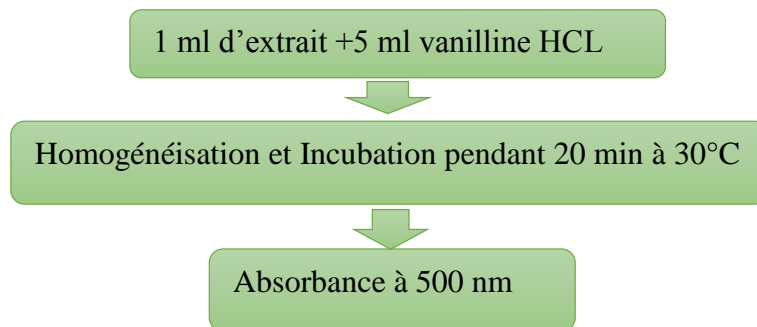 1 ml d’extrait +5 ml vanilline HCL
Homogénéisation et Incubation pendant 20 min à 30°C
Absorbance à 500 nm